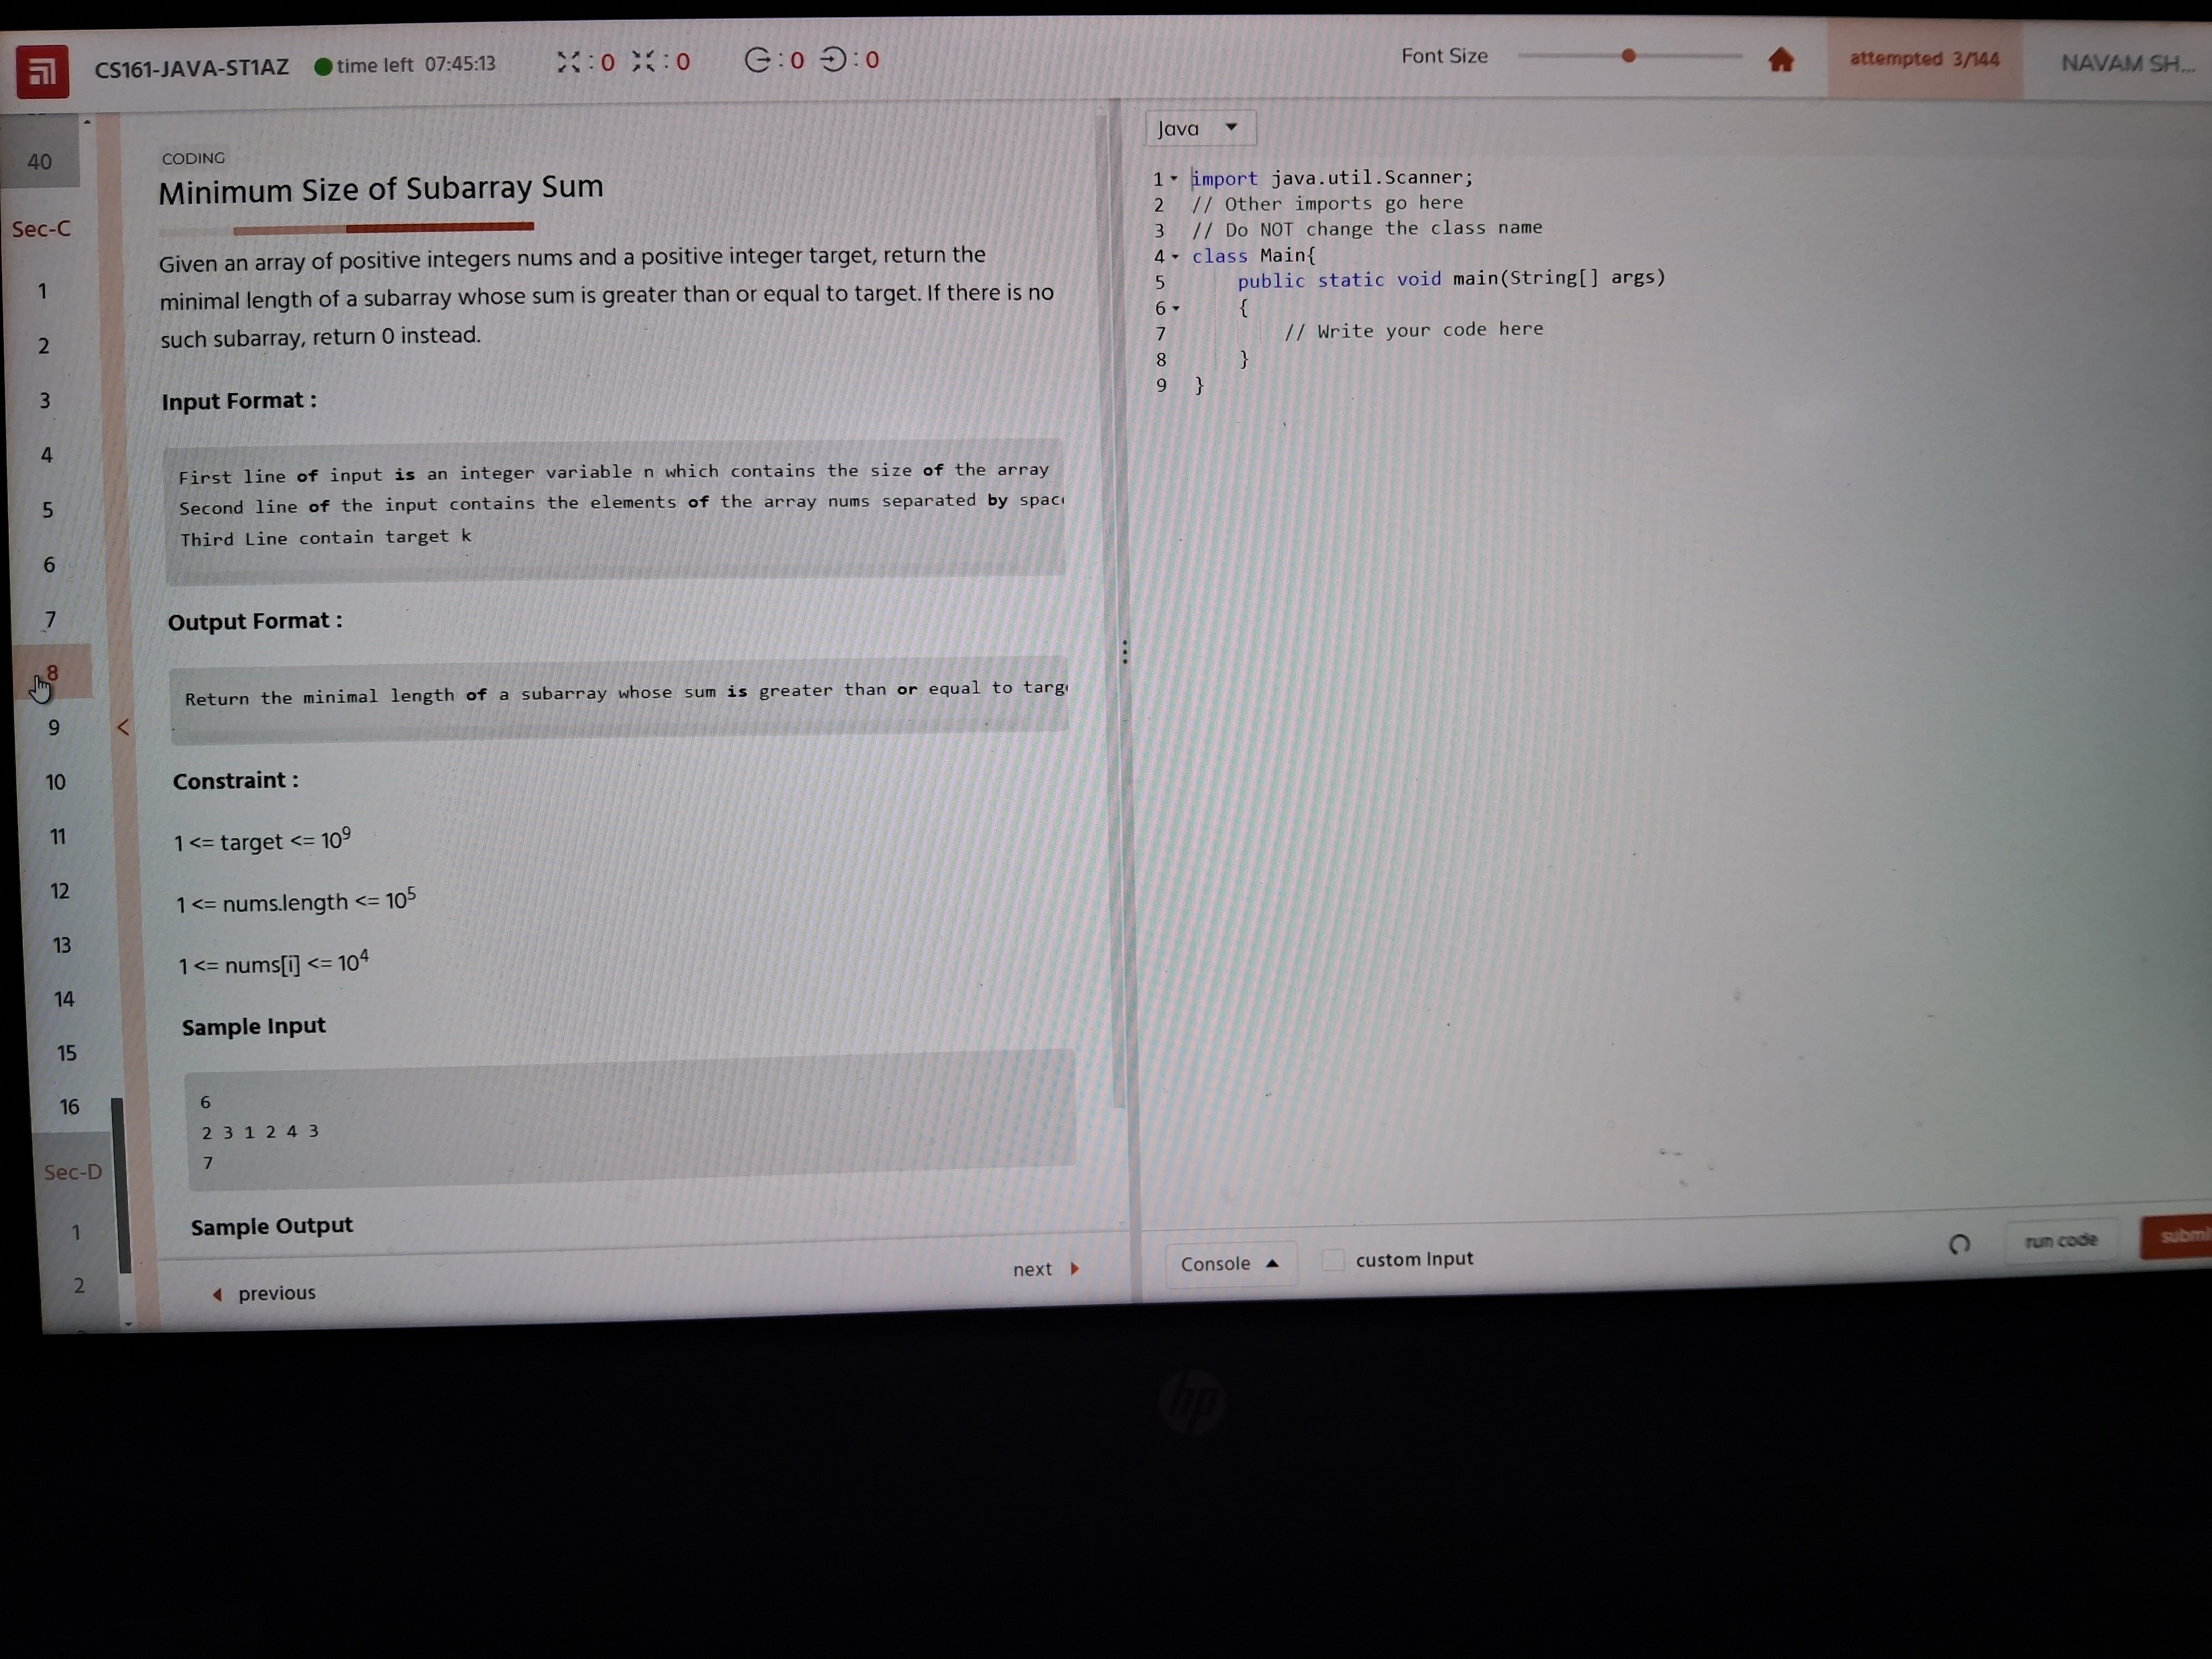 CS161-JAVA-ST1AZ
time left 07:45:13
:0
:0
:0
:0
Font Size
attempted 3/144
NAVAM SH...
40
Sec-C
1
2
3
4
5
6
7
8
9
10
11
12
13
14
15
16
Sec-D
1
2
<
CODING
Minimum Size of Subarray Sum
Given an array of positive integers nums and a positive integer target, return the
minimal length of a subarray whose sum is greater than or equal to target. If there is no
such subarray, return 0 instead.
Input Format :
First line of input is an integer variable n which contains the size of the array
Second line of the input contains the elements of the array nums separated by spac
Third Line contain target k
Output Format :
Return the minimal length of a subarray whose sum is greater than or equal to targ
Constraint :
1 <= target <= 10⁹
1 <= nums.length <= 10⁵
1 <= nums[i] <= 10⁴
Sample Input
6
2 3 1 2 4 3
7
Sample Output
previous
next
Java
1 import java.util.Scanner;
2 // Other imports go here
3 // Do NOT change the class name
4 class Main{
5 public static void main(String[] args)
6 {
7 // Write your code here
8 }
9 }
Console
custom Input
run code
submi
hp